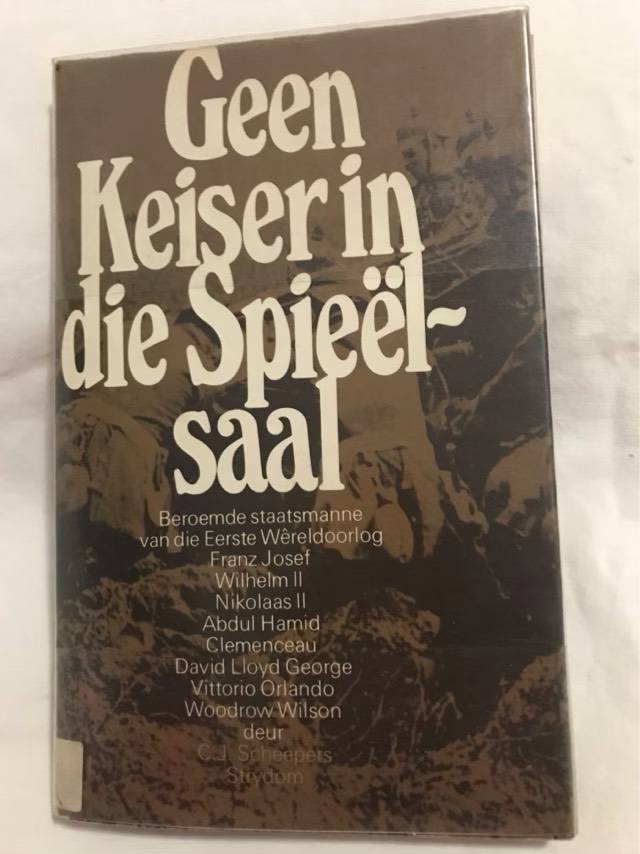 Geen
Keiser in
die Spieël-
saal
Beroemde staatsmanne
van die Eerste Wêreldoorlog
Franz Josef
Wilhelm II
Nikolaas II
Abdul Hamid
Clemenceau
David Lloyd George
Vittorio Orlando
Woodrow Wilson
deur
C.J. Scheepers
Strydom